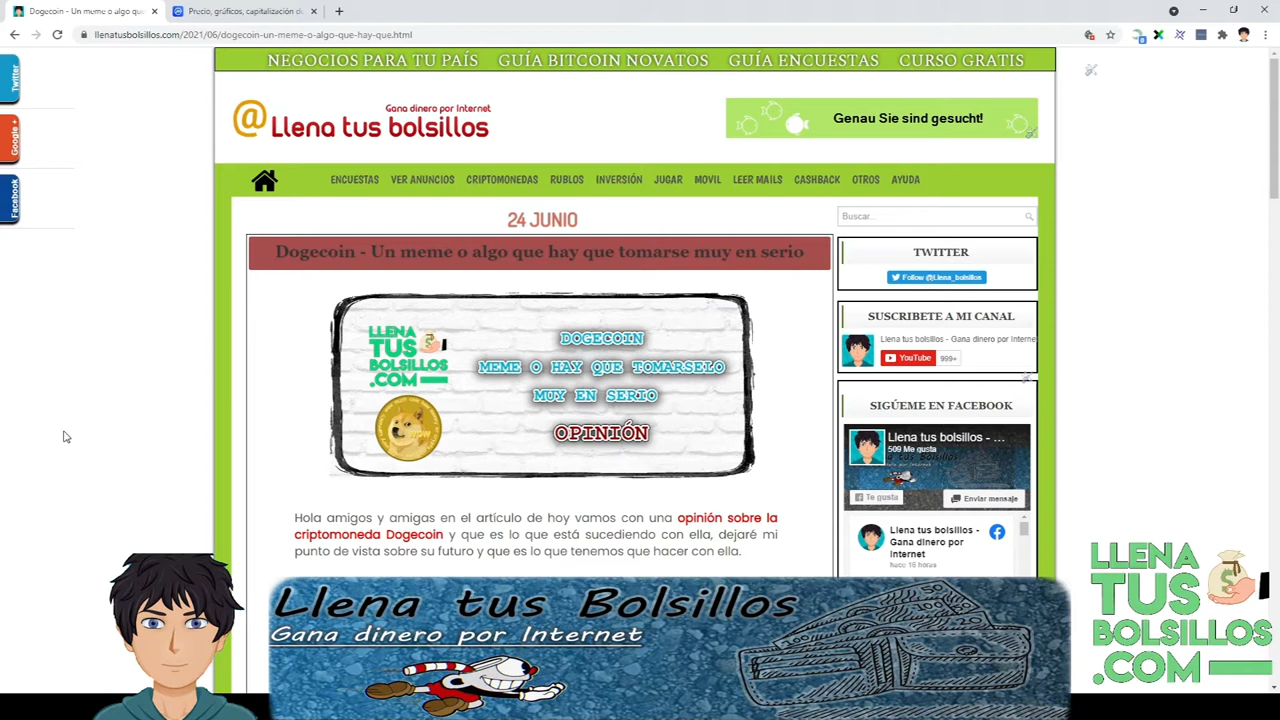 Dogecoin - Un meme o algo que
Precio, gráficos, capitalización d
llenatusbolsillos.com/2021/06/dogecoin-un-meme-o-algo-que-hay-que.html
Twitter
Google +
Facebook
NEGOCIOS PARA TU PAÍS GUÍA BITCOIN NOVATOS GUÍA ENCUESTAS CURSO GRATIS
@Llena tus bolsillos
Gana dinero por Internet
Genau Sie sind gesucht!
ENCUESTAS VER ANUNCIOS CRIPTOMONEDAS RUBLOS INVERSIÓN JUGAR MOVIL LEER MAILS CASHBACK OTROS AYUDA
24 JUNIO
Dogecoin - Un meme o algo que hay que tomarse muy en serio
LLENA
TUS
BOLSILLOS
.COM
DOGECOIN
MEME O HAY QUE TOMARSELO
MUY EN SERIO
OPINIÓN
Hola amigos y amigas en el artículo de hoy vamos con una opinión sobre la
criptomoneda Dogecoin y que es lo que está sucediendo con ella, dejaré mi
punto de vista sobre su futuro y que es lo que tenemos que hacer con ella.
Buscar...
TWITTER
Follow @Llena_bolsillos
SUSCRIBETE A MI CANAL
Llena tus bolsillos - Gana dinero por Interne
YouTube 999+
SIGÚEME EN FACEBOOK
Llena tus bolsillos - ...
509 Me gusta
Te gusta
Enviar mensaje
Llena tus bolsillos -
Gana dinero por
Internet
hace 16 horas
Llena tus Bolsillos
Gana dinero por Internet
LLENA
TUS
BOLSILLOS
.COM